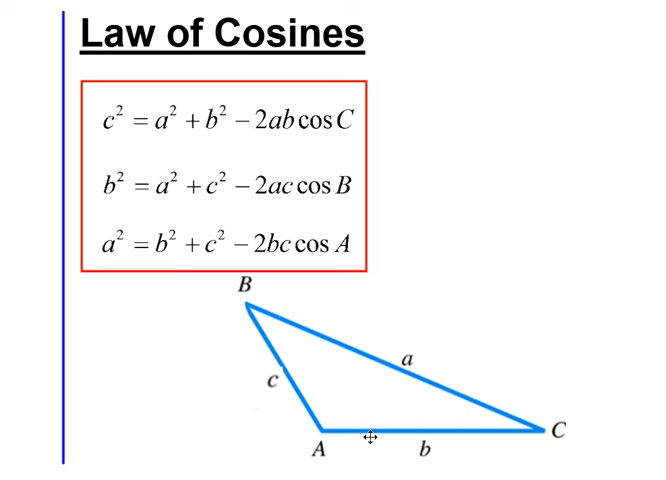 Law of Cosines
c² = a² + b² − 2ab cos C
b² = a² + c² − 2ac cos B
a² = b² + c² − 2bc cos A
B
a
c
C
A
b